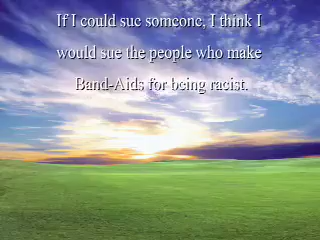 If I could sue someone, I think I
would sue the people who make
Band-Aids for being racist.